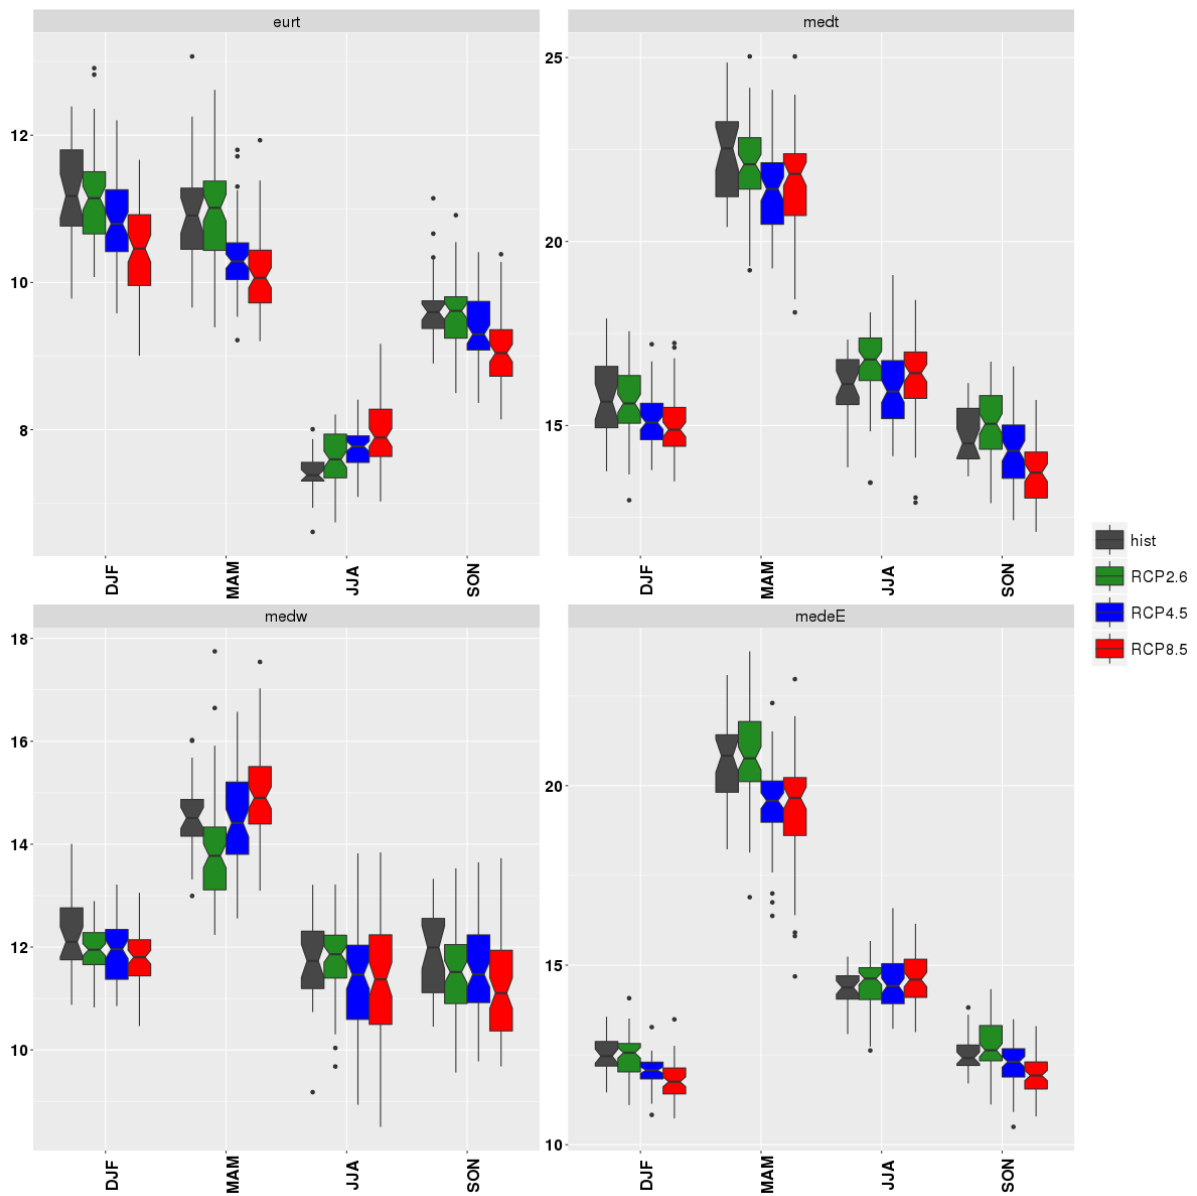 eurt
medt
12
10
8
25
20
15
DJF
MAM
JJA
SON
DJF
MAM
JJA
SON
hist
RCP2.6
RCP4.5
RCP8.5
medw
medeE
18
16
14
12
10
20
15
10
DJF
MAM
JJA
SON
DJF
MAM
JJA
SON